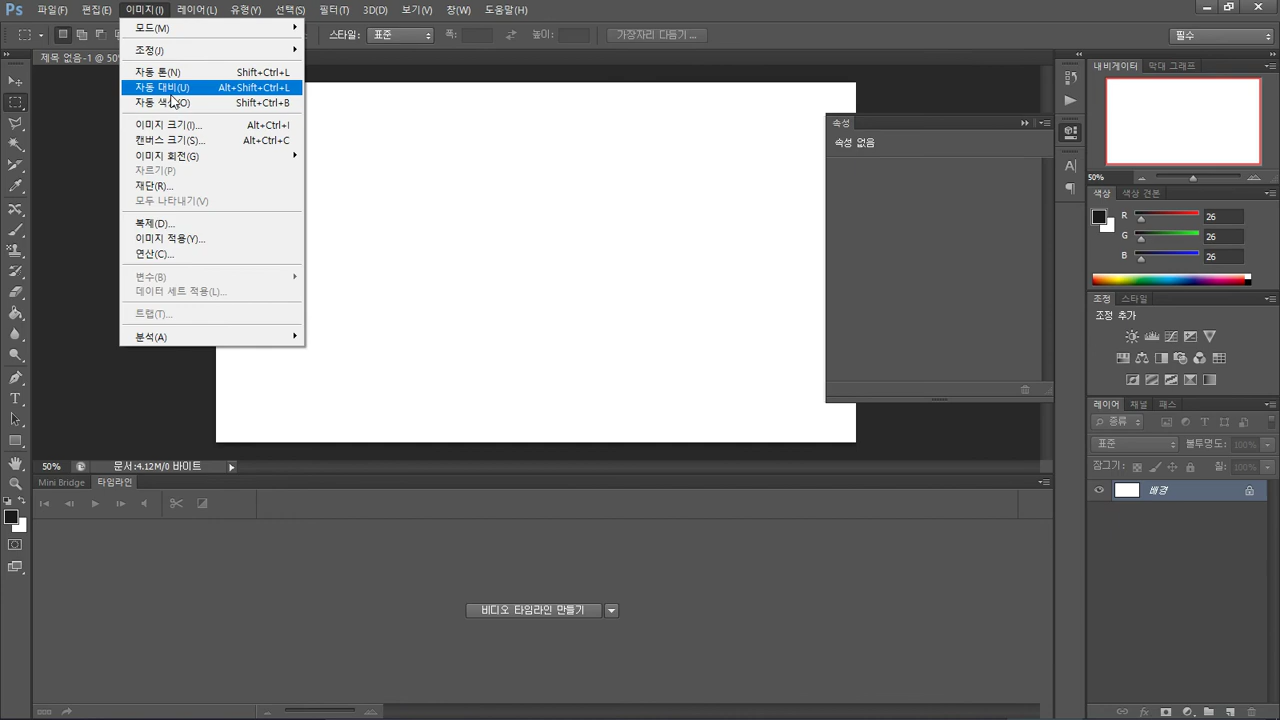 Ps 파일(F) 편집(E) 이미지(I) 레이어(L) 유형(Y) 선택(S) 필터(T) 3D(D) 보기(V) 창(W) 도움말(H)
스타일: 표준 폭: 높이: 가장자리 다듬기 ... 필수
제목 없음-1 @ 50%
모드(M)
조정(J)
자동 톤(N) Shift+Ctrl+L
자동 대비(U) Alt+Shift+Ctrl+L
자동 색 (O) Shift+Ctrl+B
이미지 크기(I)... Alt+Ctrl+I
캔버스 크기(S)... Alt+Ctrl+C
이미지 회전(G)
자르기(P)
재단(R)...
모두 나타내기(V)
복제(D)...
이미지 적용(Y)...
연산(C)...
변수(B)
데이터 세트 적용(L)...
트랩(T)...
분석(A)
속성
속성 없음
내비게이터 막대 그래프
50%
색상 색상 견본
R 26
G 26
B 26
조정 스타일
조정 추가
레이어 채널 패스
종류
표준 불투명도: 100%
잠그기: 칠: 100%
배경
50% 문서:4.12M/0 바이트
Mini Bridge 타임라인
비디오 타임라인 만들기